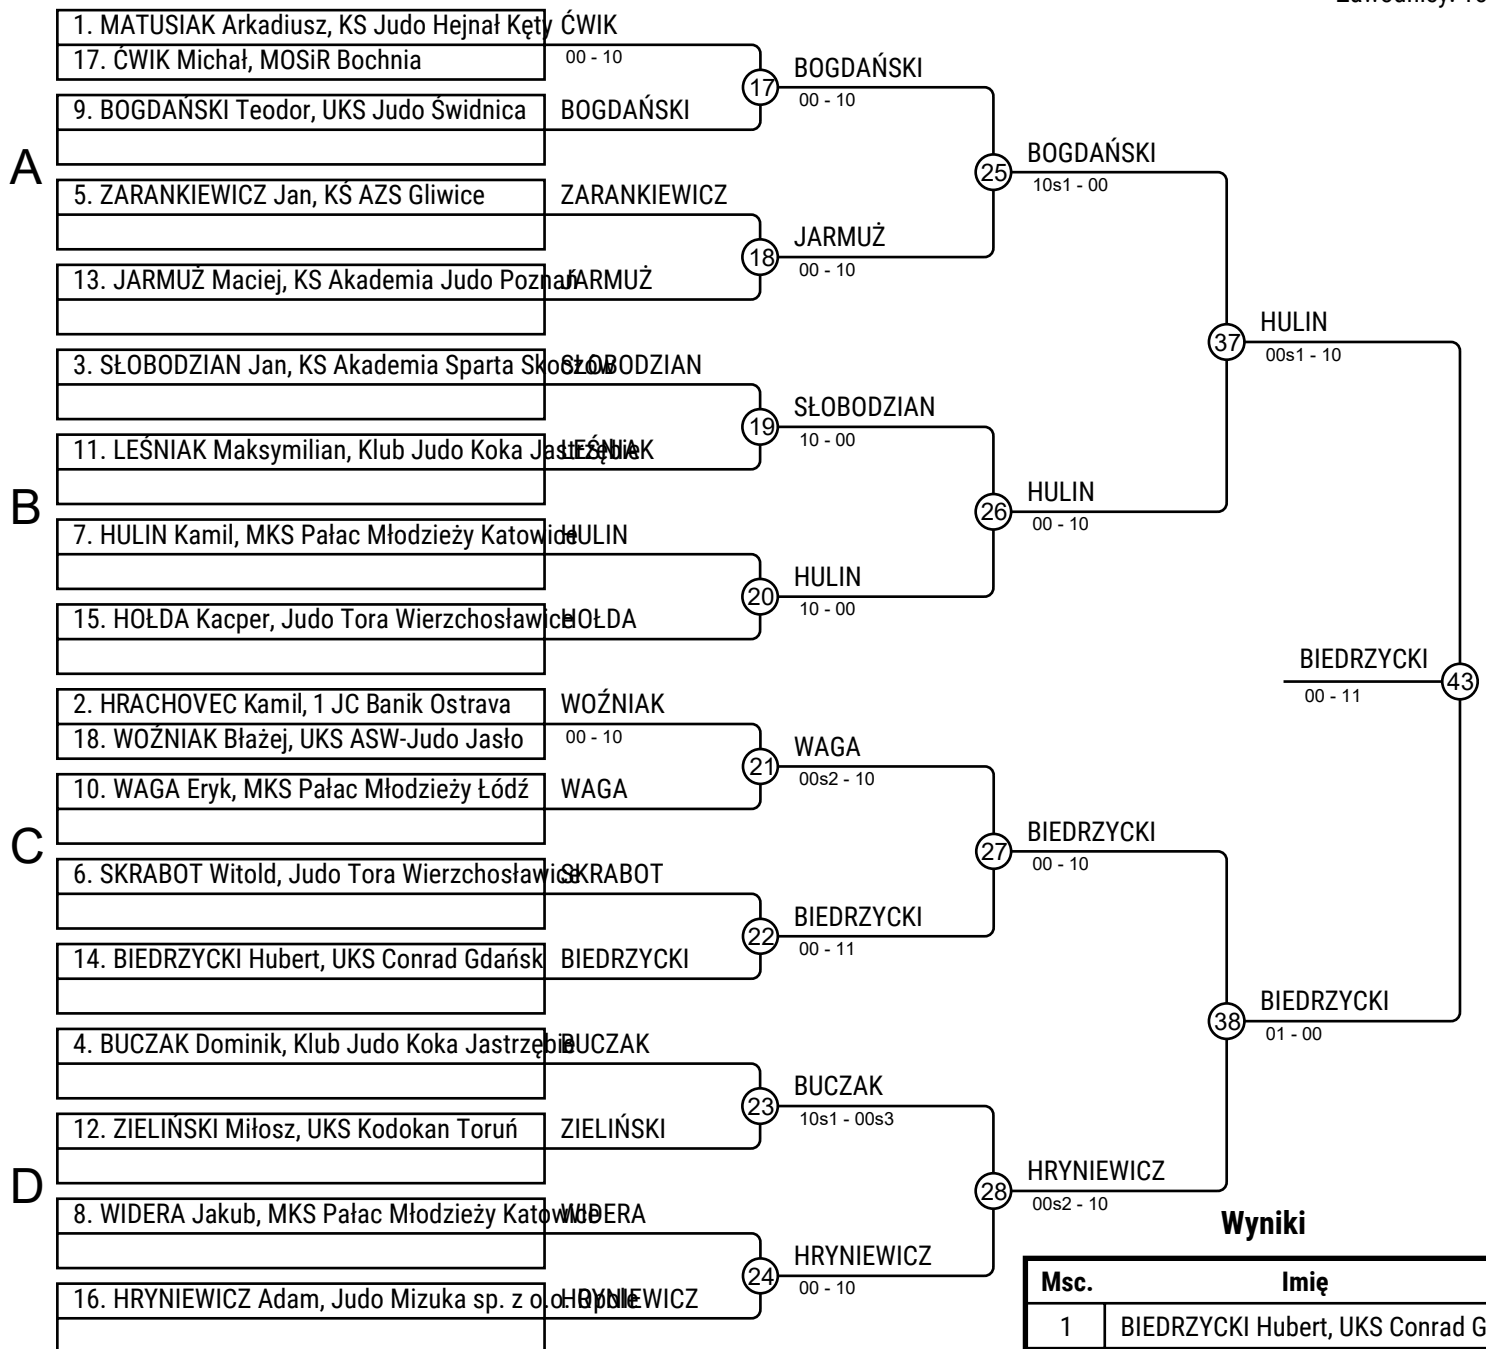 1. MATUSIAK Arkadiusz, KS Judo Hejnał Kęty ĆWIK
17. ĆWIK Michał, MOSiR Bochnia 00 - 10
17 BOGDAŃSKI
00 - 10
9. BOGDAŃSKI Teodor, UKS Judo Świdnica BOGDAŃSKI
A
25 BOGDAŃSKI
10s1 - 00
5. ZARANKIEWICZ Jan, KŚ AZS Gliwice ZARANKIEWICZ
18 JARMUŻ
00 - 10
13. JARMUŻ Maciej, KS Akademia Judo Poznań JARMUŻ
37 HULIN
00s1 - 10
3. SŁOBODZIAN Jan, KS Akademia Sparta Skoczów SŁOBODZIAN
19 SŁOBODZIAN
10 - 00
11. LEŚNIAK Maksymilian, Klub Judo Koka Jastrzębie LEŚNIAK
B
26 HULIN
00 - 10
7. HULIN Kamil, MKS Pałac Młodzieży Katowice HULIN
20 HULIN
10 - 00
15. HOŁDA Kacper, Judo Tora Wierzchosławice HOŁDA
BIEDRZYCKI 43
00 - 11
2. HRACHOVEC Kamil, 1 JC Banik Ostrava WOŹNIAK
18. WOŹNIAK Błażej, UKS ASW-Judo Jasło 00 - 10
21 WAGA
00s2 - 10
10. WAGA Eryk, MKS Pałac Młodzieży Łódź WAGA
C
27 BIEDRZYCKI
00 - 10
6. SKRABOT Witold, Judo Tora Wierzchosławice SKRABOT
22 BIEDRZYCKI
00 - 11
14. BIEDRZYCKI Hubert, UKS Conrad Gdańsk BIEDRZYCKI
38 BIEDRZYCKI
01 - 00
4. BUCZAK Dominik, Klub Judo Koka Jastrzębie BUCZAK
23 BUCZAK
10s1 - 00s3
12. ZIELIŃSKI Miłosz, UKS Kodokan Toruń ZIELIŃSKI
D
28 HRYNIEWICZ
00s2 - 10
8. WIDERA Jakub, MKS Pałac Młodzieży Katowice WIDERA
24 HRYNIEWICZ
00 - 10
16. HRYNIEWICZ Adam, Judo Mizuka sp. z o.o. Opole HRYNIEWICZ
Wyniki
Msc. Imię
1 BIEDRZYCKI Hubert, UKS Conrad G